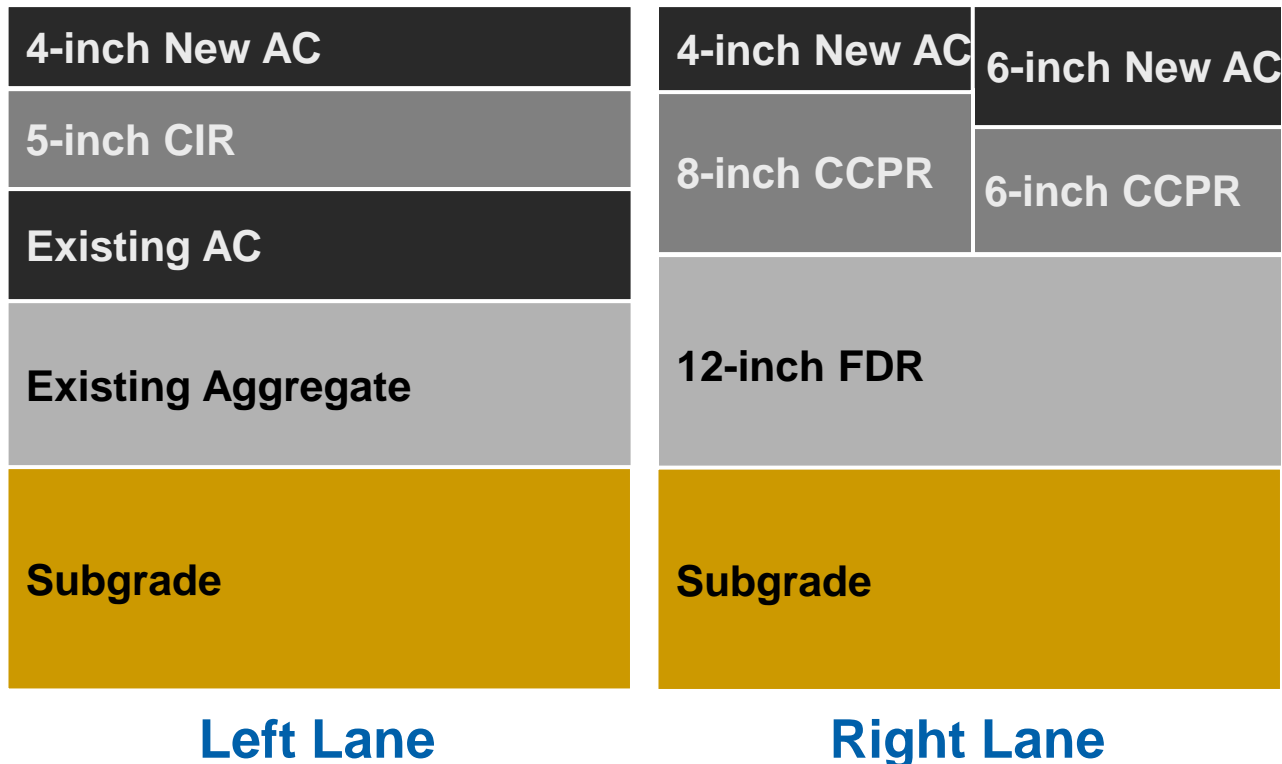 4-inch New AC
5-inch CIR
Existing AC
Existing Aggregate
Subgrade
Left Lane
4-inch New AC
8-inch CCPR
6-inch New AC
6-inch CCPR
12-inch FDR
Subgrade
Right Lane